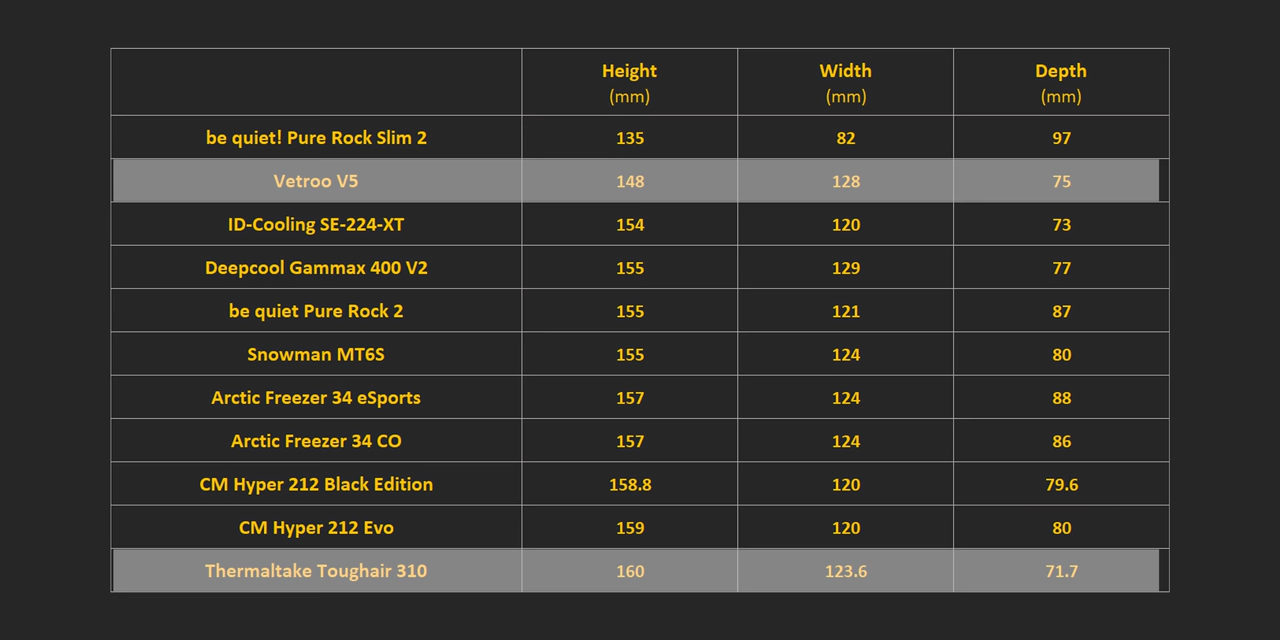 Height Width Depth
(mm) (mm) (mm)
be quiet! Pure Rock Slim 2 135 82 97
Vetroo V5 148 128 75
ID-Cooling SE-224-XT 154 120 73
Deepcool Gammax 400 V2 155 129 77
be quiet Pure Rock 2 155 121 87
Snowman MT6S 155 124 80
Arctic Freezer 34 eSports 157 124 88
Arctic Freezer 34 CO 157 124 86
CM Hyper 212 Black Edition 158.8 120 79.6
CM Hyper 212 Evo 159 120 80
Thermaltake Toughair 310 160 123.6 71.7